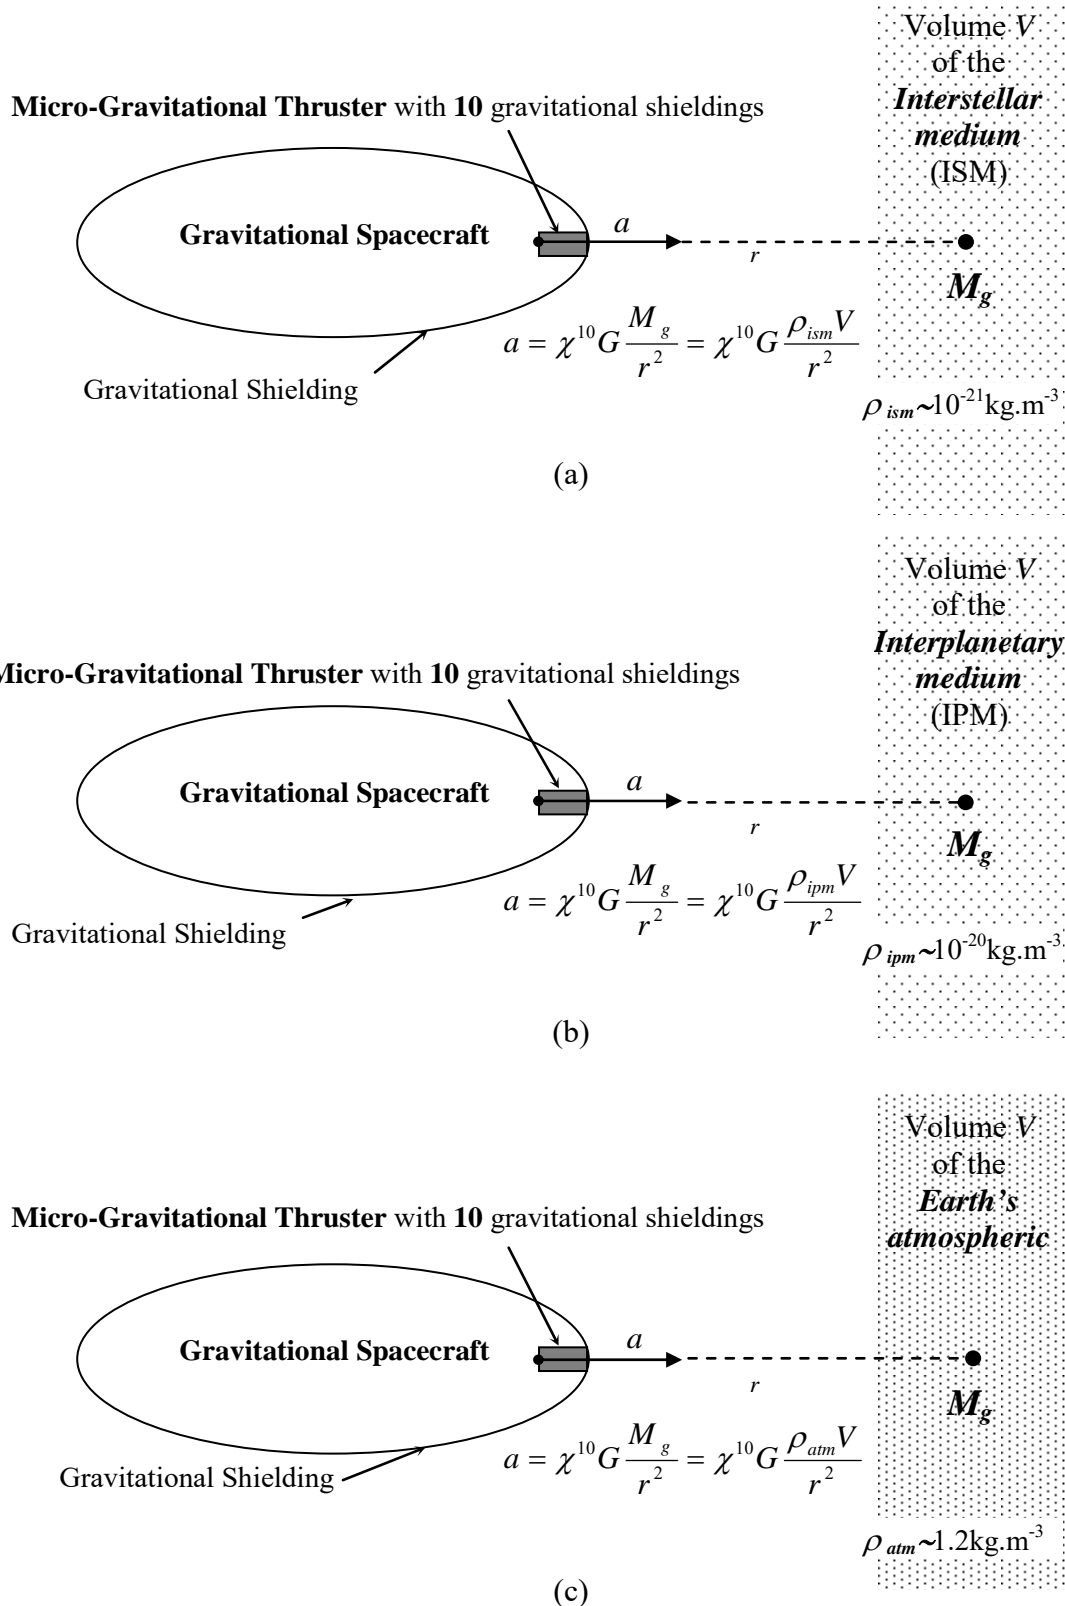 Volume V
of the
Interstellar
medium
(ISM)
Micro-Gravitational Thruster with 10 gravitational shieldings
Gravitational Spacecraft
a
r
M_g
a = χ^10 G M_g / r^2 = χ^10 G ρ_ism V / r^2
Gravitational Shielding
ρ_ism ~10^-21 kg.m^-3
(a)
Volume V
of the
Interplanetary
medium
(IPM)
Micro-Gravitational Thruster with 10 gravitational shieldings
Gravitational Spacecraft
a
r
M_g
a = χ^10 G M_g / r^2 = χ^10 G ρ_ipm V / r^2
Gravitational Shielding
ρ_ipm ~10^-20 kg.m^-3
(b)
Volume V
of the
Earth's
atmospheric
Micro-Gravitational Thruster with 10 gravitational shieldings
Gravitational Spacecraft
a
r
M_g
a = χ^10 G M_g / r^2 = χ^10 G ρ_atm V / r^2
Gravitational Shielding
ρ_atm ~1.2kg.m^-3
(c)